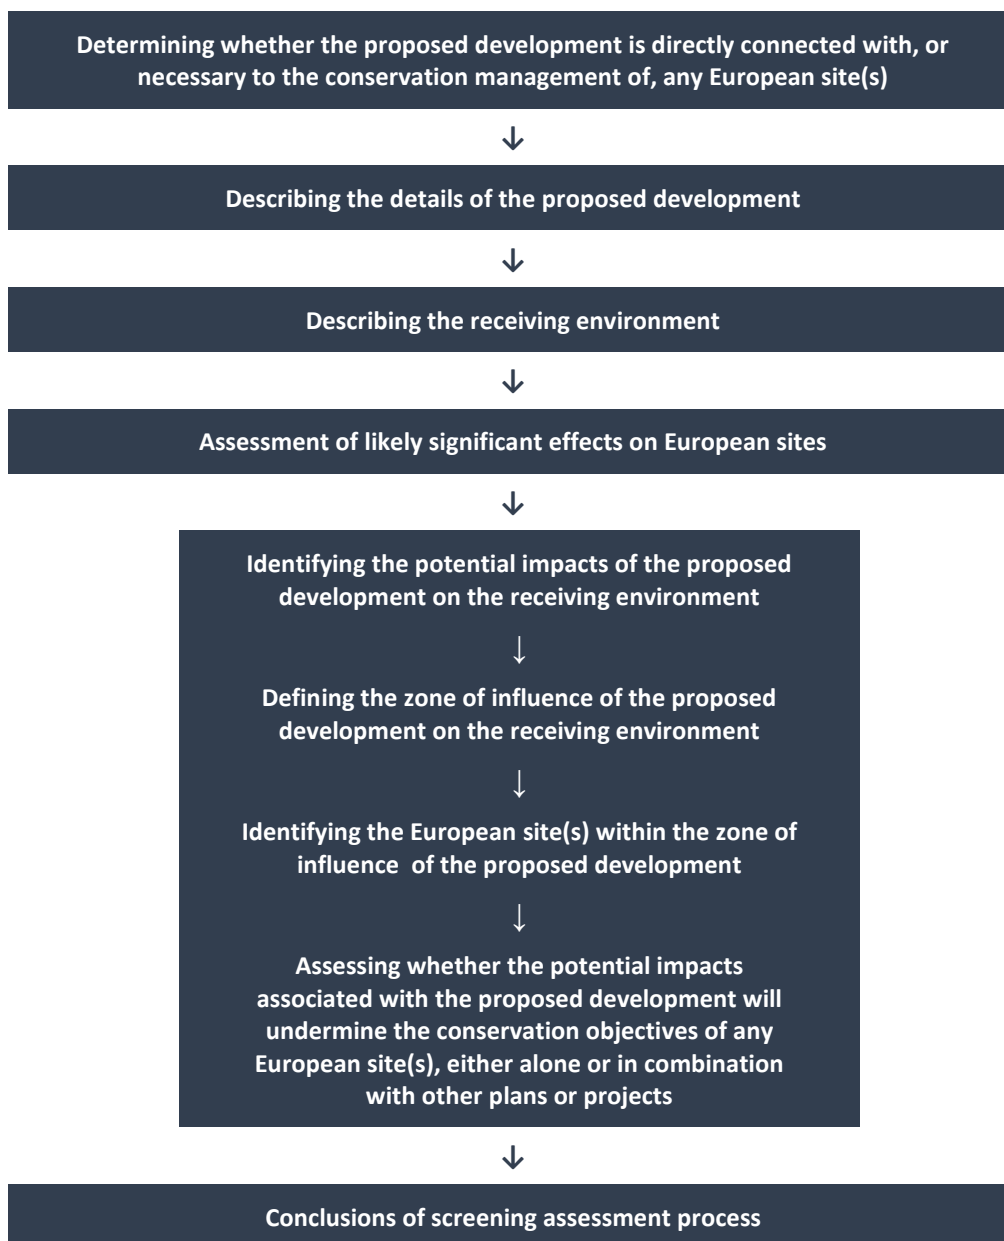 Determining whether the proposed development is directly connected with, or
necessary to the conservation management of, any European site(s)
↓
Describing the details of the proposed development
↓
Describing the receiving environment
↓
Assessment of likely significant effects on European sites
↓
Identifying the potential impacts of the proposed
development on the receiving environment
↓
Defining the zone of influence of the proposed
development on the receiving environment
↓
Identifying the European site(s) within the zone of
influence of the proposed development
↓
Assessing whether the potential impacts
associated with the proposed development will
undermine the conservation objectives of any
European site(s), either alone or in combination
with other plans or projects
↓
Conclusions of screening assessment process